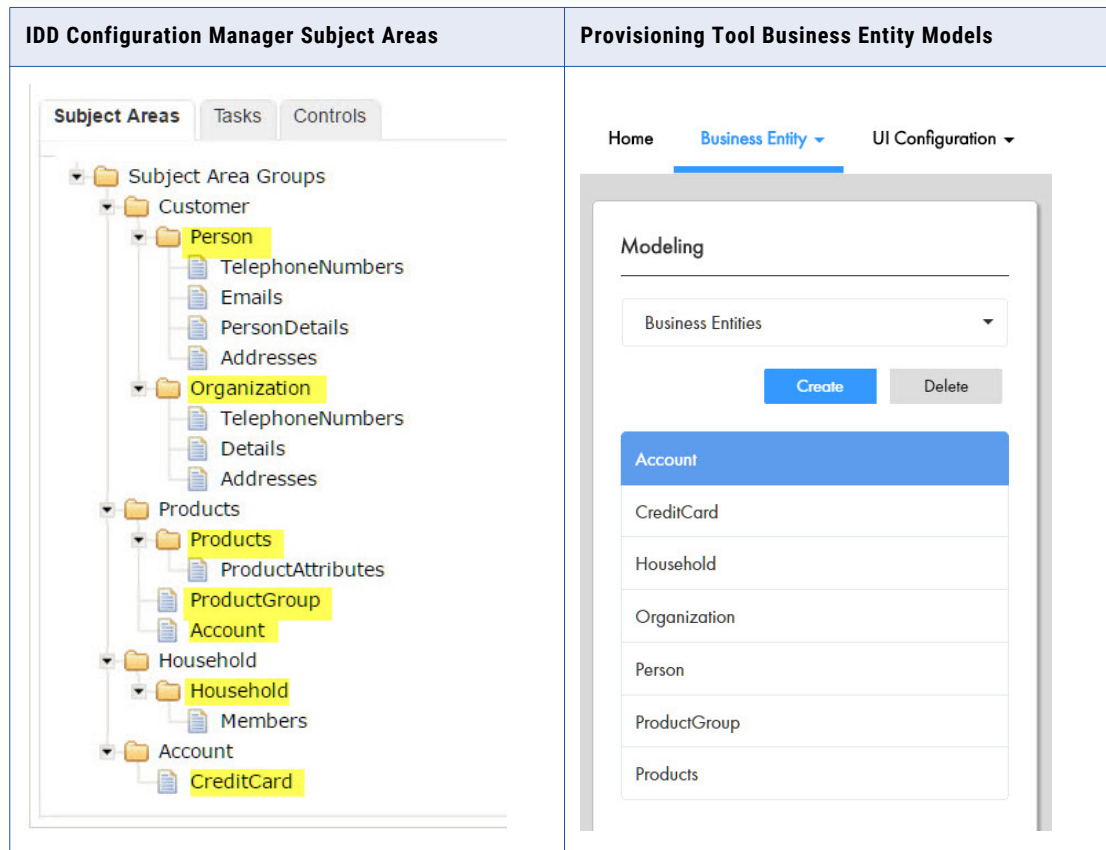 IDD Configuration Manager Subject Areas
Provisioning Tool Business Entity Models
Subject Areas Tasks Controls
Subject Area Groups
Customer
Person
TelephoneNumbers
Emails
PersonDetails
Addresses
Organization
TelephoneNumbers
Details
Addresses
Products
Products
ProductAttributes
ProductGroup
Account
Household
Household
Members
Account
CreditCard
Home Business Entity UI Configuration
Modeling
Business Entities
Create Delete
Account
CreditCard
Household
Organization
Person
ProductGroup
Products